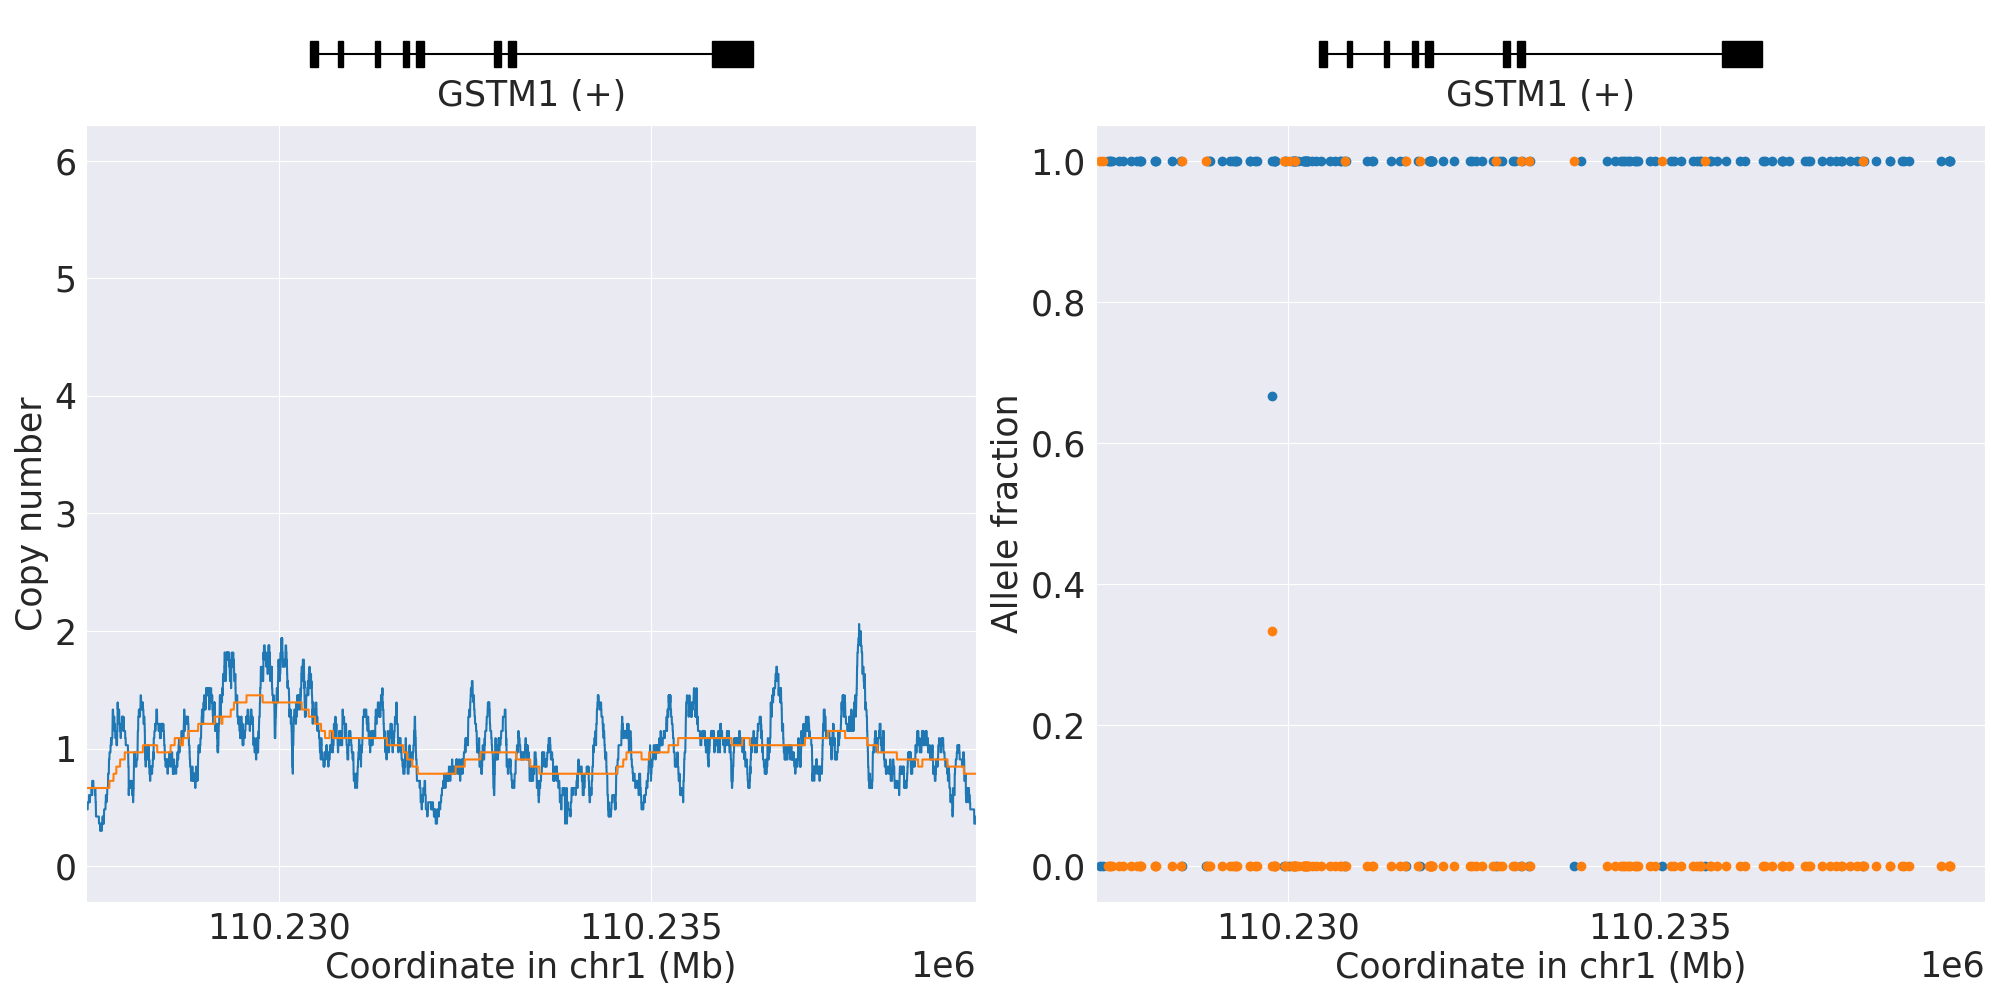 GSTM1 (+)
6
5
4
3
2
1
0
Copy number
110.230
110.235
Coordinate in chr1 (Mb)
1e6
GSTM1 (+)
1.0
0.8
0.6
0.4
0.2
0.0
Allele fraction
110.230
110.235
Coordinate in chr1 (Mb)
1e6